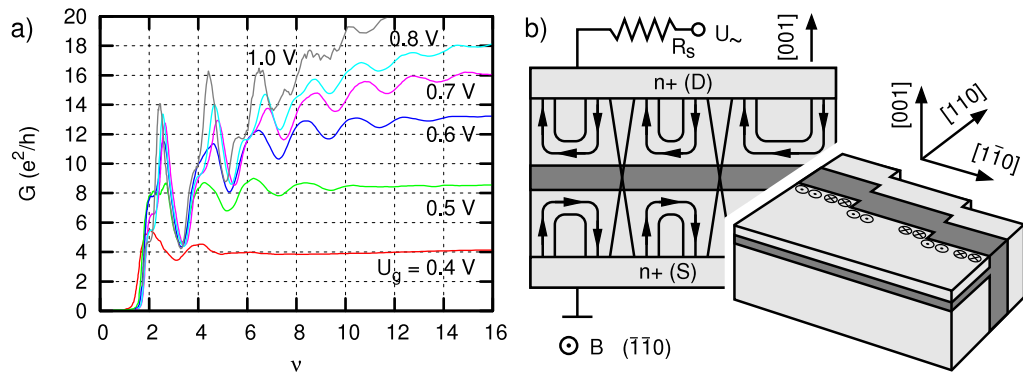 a)
G (e²/h)
20
18
16
14
12
10
8
6
4
2
0
1.0 V
0.8 V
0.7 V
0.6 V
0.5 V
U_g = 0.4 V
0 2 4 6 8 10 12 14 16
ν
b)
R_S U_~
[001]
n+ (D)
n+ (S)
B (1̄1̄0)
[001]
[110]
[11̄0]